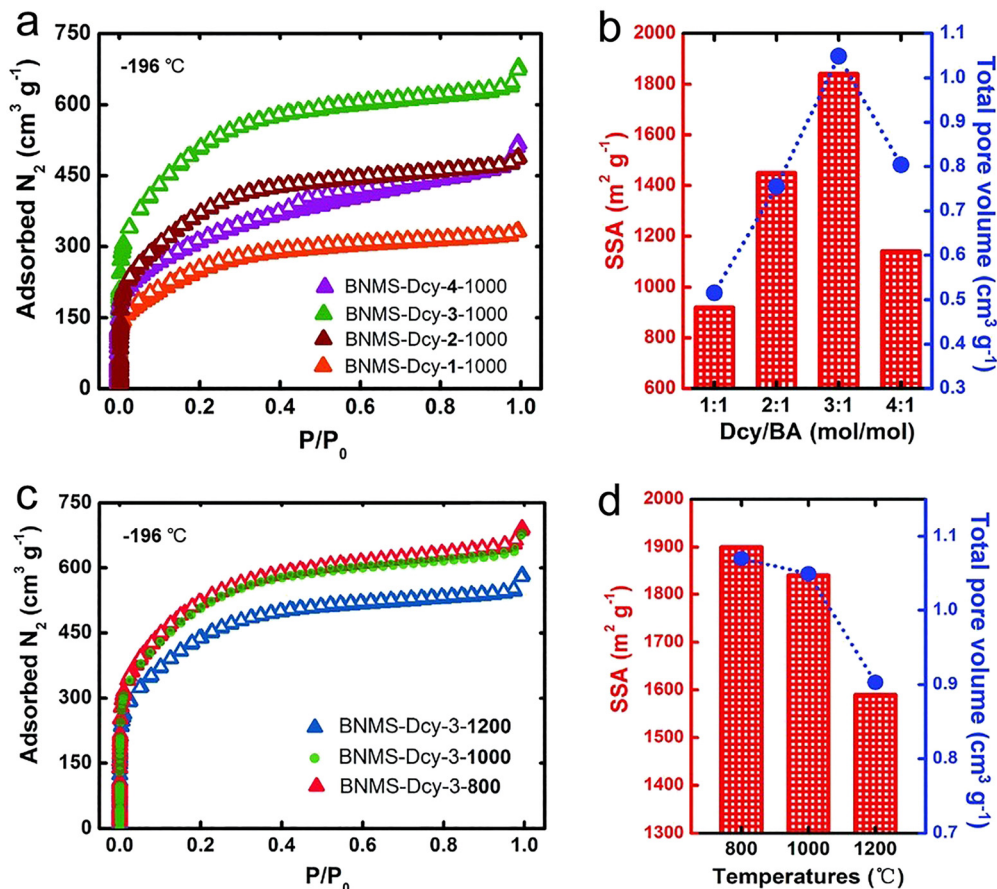 a
750
600
450
300
150
0
Adsorbed N₂ (cm³ g⁻¹)
-196 ℃
BNMS-Dcy-4-1000
BNMS-Dcy-3-1000
BNMS-Dcy-2-1000
BNMS-Dcy-1-1000
0.0 0.2 0.4 0.6 0.8 1.0
P/P₀
b
2000
1800
1600
1400
1200
1000
800
600
SSA (m² g⁻¹)
1.1
1.0
0.9
0.8
0.7
0.6
0.5
0.4
0.3
Total pore volume (cm³ g⁻¹)
1:1 2:1 3:1 4:1
Dcy/BA (mol/mol)
c
750
600
450
300
150
0
Adsorbed N₂ (cm³ g⁻¹)
-196 ℃
BNMS-Dcy-3-1200
BNMS-Dcy-3-1000
BNMS-Dcy-3-800
0.0 0.2 0.4 0.6 0.8 1.0
P/P₀
d
2000
1900
1800
1700
1600
1500
1400
1300
SSA (m² g⁻¹)
1.1
1.0
0.9
0.8
0.7
Total pore volume (cm³ g⁻¹)
800 1000 1200
Temperatures (℃)